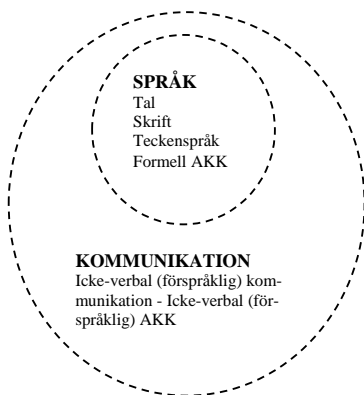 SPRÅK
Tal
Skrift
Teckenspråk
Formell AKK
KOMMUNIKATION
Icke-verbal (förspråklig) kom-
munikation - Icke-verbal (för-
språklig) AKK